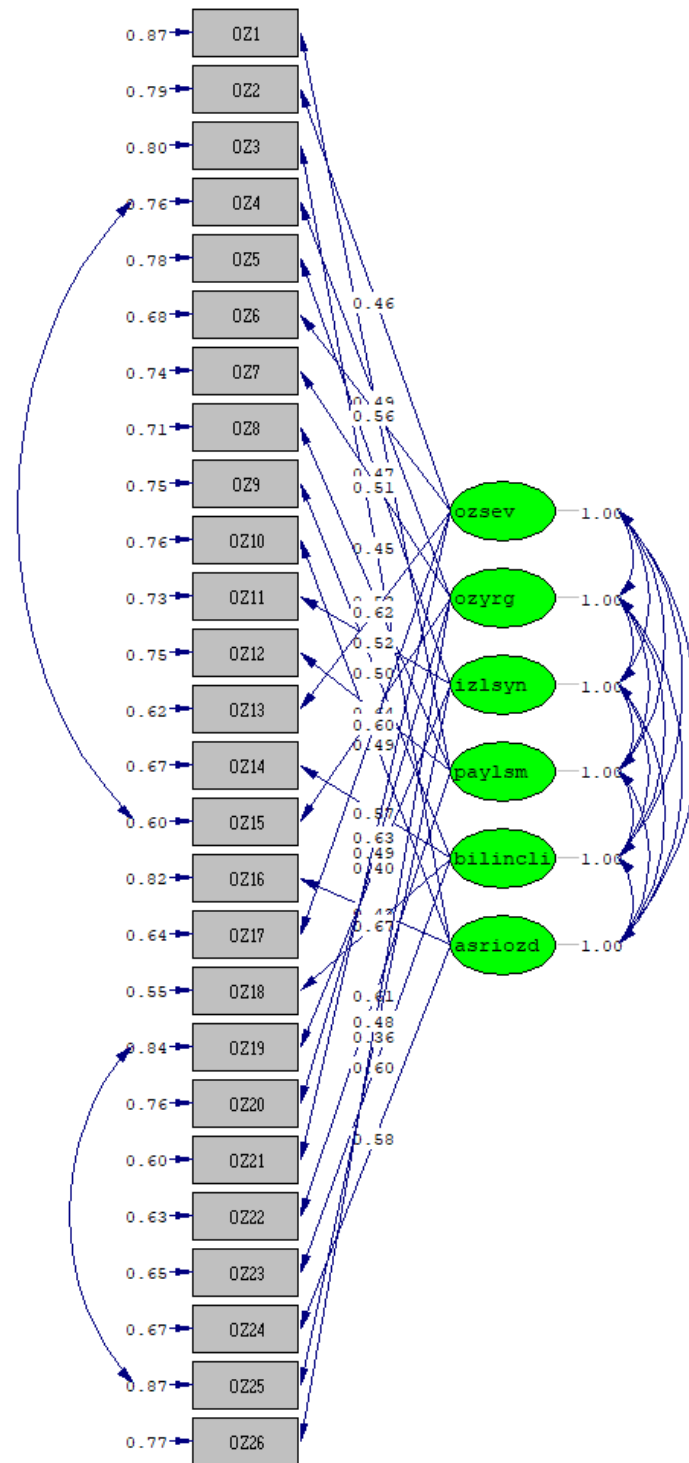 0.87 OZ1
0.79 OZ2
0.80 OZ3
0.76 OZ4
0.78 OZ5
0.68 OZ6
0.74 OZ7
0.71 OZ8
0.75 OZ9
0.76 OZ10
0.73 OZ11
0.75 OZ12
0.62 OZ13
0.67 OZ14
0.60 OZ15
0.82 OZ16
0.64 OZ17
0.55 OZ18
0.84 OZ19
0.76 OZ20
0.60 OZ21
0.63 OZ22
0.65 OZ23
0.67 OZ24
0.87 OZ25
0.77 OZ26
0.46
0.49
0.56
0.47
0.51
0.45
0.62
0.52
0.50
0.60
0.49
0.57
0.63
0.49
0.40
0.67
0.61
0.48
0.36
0.60
0.58
ozsev 1.00
ozyrg 1.00
izlsyn 1.00
paylsm 1.00
bilincli 1.00
asriozd 1.00